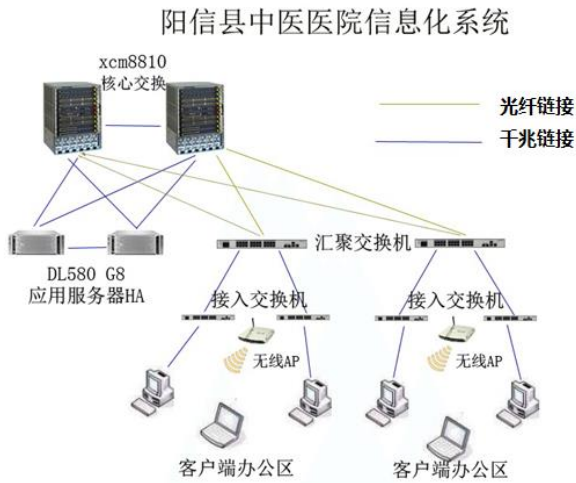 阳信县中医医院信息化系统
xcm8810
核心交换
光纤链接
千兆链接
汇聚交换机
DL580 G8
应用服务器HA
接入交换机
接入交换机
无线AP
无线AP
客户端办公区
客户端办公区